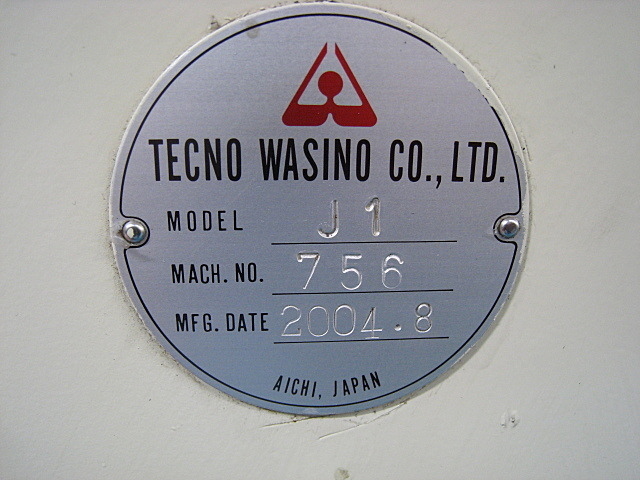 TECNO WASINO CO., LTD.
MODEL J1
MACH. NO. 756
MFG. DATE 2004.8
AICHI, JAPAN